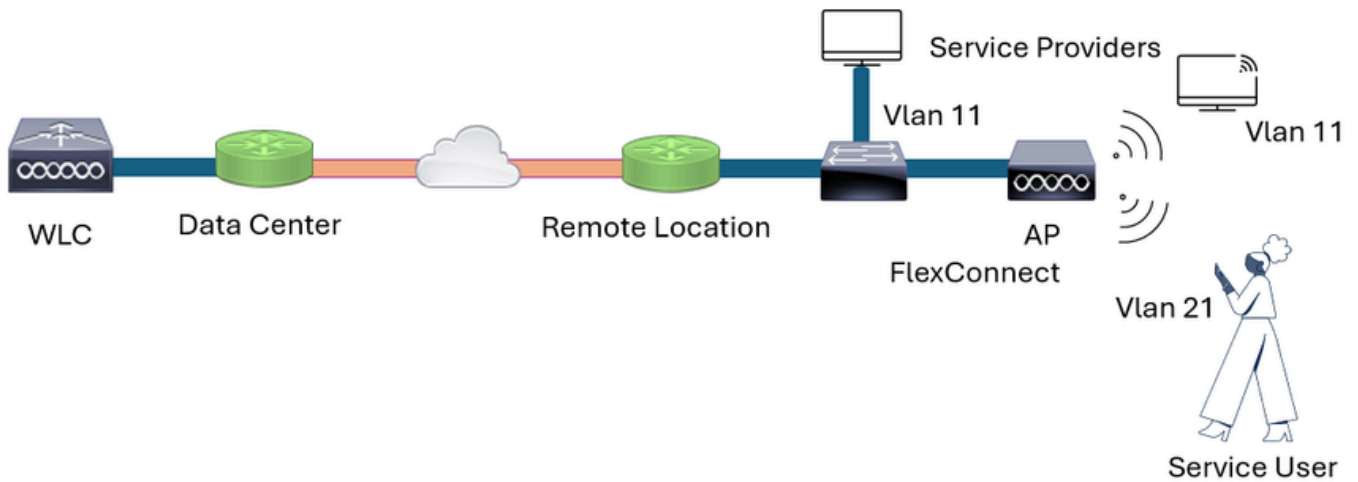 Service Providers
Vlan 11
Vlan 11
WLC
Data Center
Remote Location
AP
FlexConnect
Vlan 21
Service User